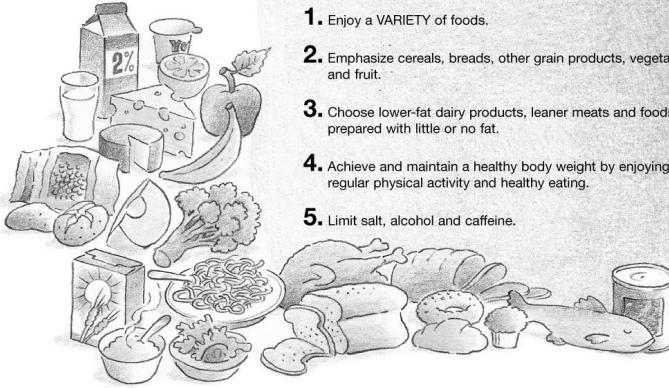 2%
Yo
1. Enjoy a VARIETY of foods.
2. Emphasize cereals, breads, other grain products, vegeta
and fruit.
3. Choose lower-fat dairy products, leaner meats and foods
prepared with little or no fat.
4. Achieve and maintain a healthy body weight by enjoying
regular physical activity and healthy eating.
5. Limit salt, alcohol and caffeine.